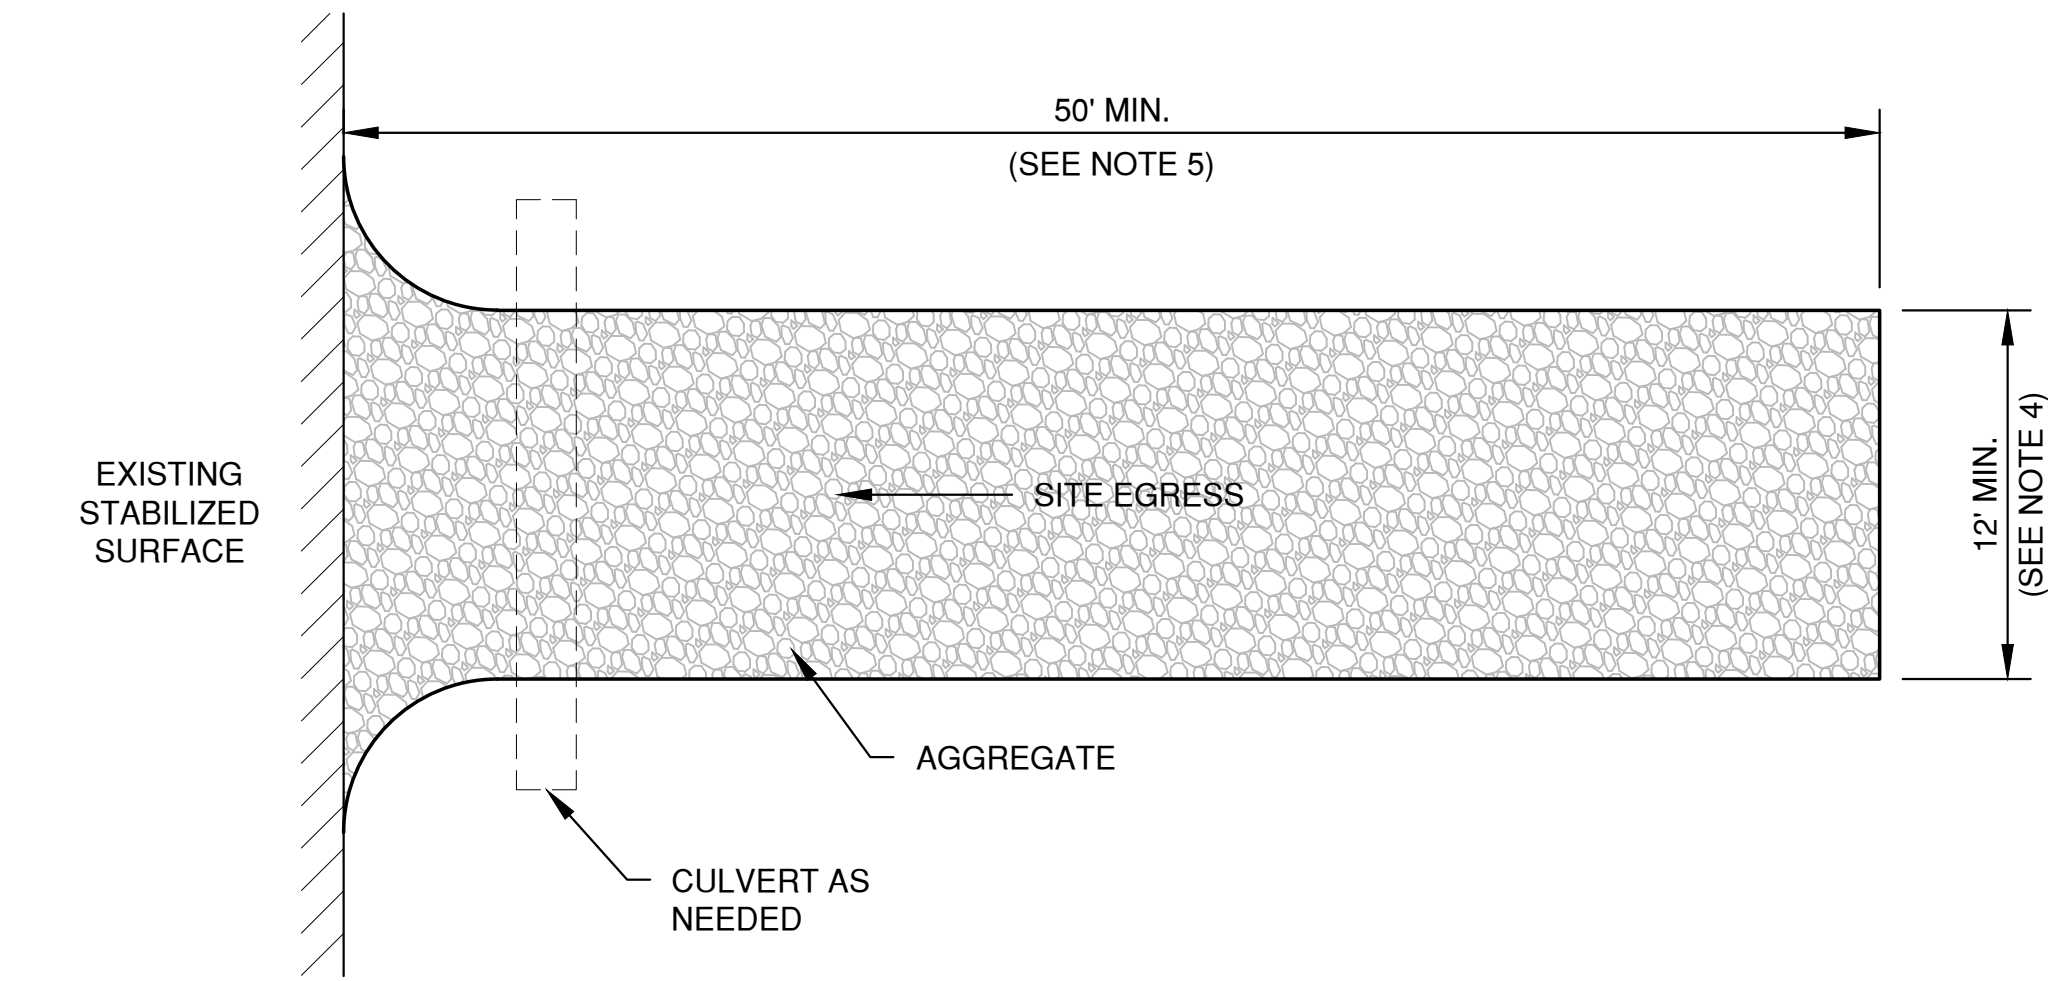 50' MIN.
(SEE NOTE 5)
EXISTING
STABILIZED
SURFACE
SITE EGRESS
12' MIN.
(SEE NOTE 4)
AGGREGATE
CULVERT AS
NEEDED